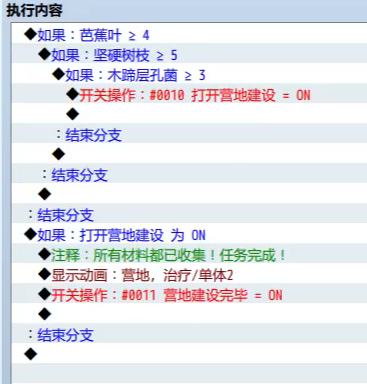 执行内容
◆如果：芭蕉叶 ≥ 4
◆如果：坚硬树枝 ≥ 5
◆如果：木蹄层孔菌 ≥ 3
◆开关操作：#0010 打开营地建设 = ON
◆
：结束分支
◆
：结束分支
◆
：结束分支
◆如果：打开营地建设 为 ON
◆注释：所有材料都已收集！任务完成！
◆显示动画：营地，治疗/单体2
◆开关操作：#0011 营地建设完毕 = ON
◆
：结束分支
◆